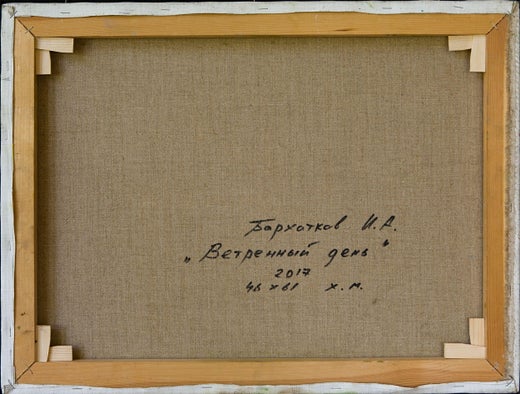 Бархатков И.А.
„Ветренный день"
2017
46 x 61 х.м.